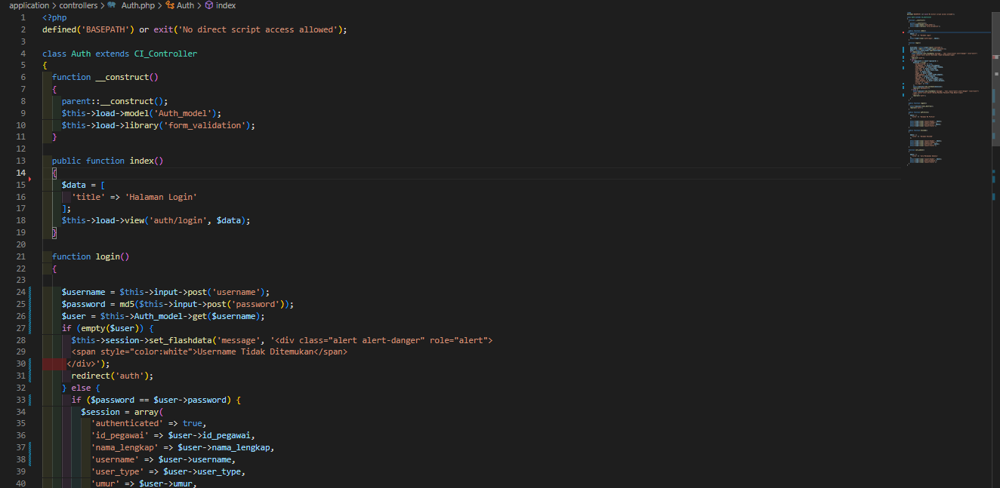 application > controllers > Auth.php > Auth > index
1 <?php
2 defined('BASEPATH') or exit('No direct script access allowed');
3
4 class Auth extends CI_Controller
5 {
6 function __construct()
7 {
8 parent::__construct();
9 $this->load->model('Auth_model');
10 $this->load->library('form_validation');
11 }
12
13 public function index()
14 {
15 $data = [
16 'title' => 'Halaman Login'
17 ];
18 $this->load->view('auth/login', $data);
19 }
20
21 function login()
22 {
23
24 $username = $this->input->post('username');
25 $password = md5($this->input->post('password'));
26 $user = $this->Auth_model->get($username);
27 if (empty($user)) {
28 $this->session->set_flashdata('message', '<div class="alert alert-danger" role="alert">
29 <span style="color:white">Username Tidak Ditemukan</span>
30 </div>');
31 redirect('auth');
32 } else {
33 if ($password == $user->password) {
34 $session = array(
35 'authenticated' => true,
36 'id_pegawai' => $user->id_pegawai,
37 'nama_lengkap' => $user->nama_lengkap,
38 'username' => $user->username,
39 'user_type' => $user->user_type,
40 'umur' => $user->umur,